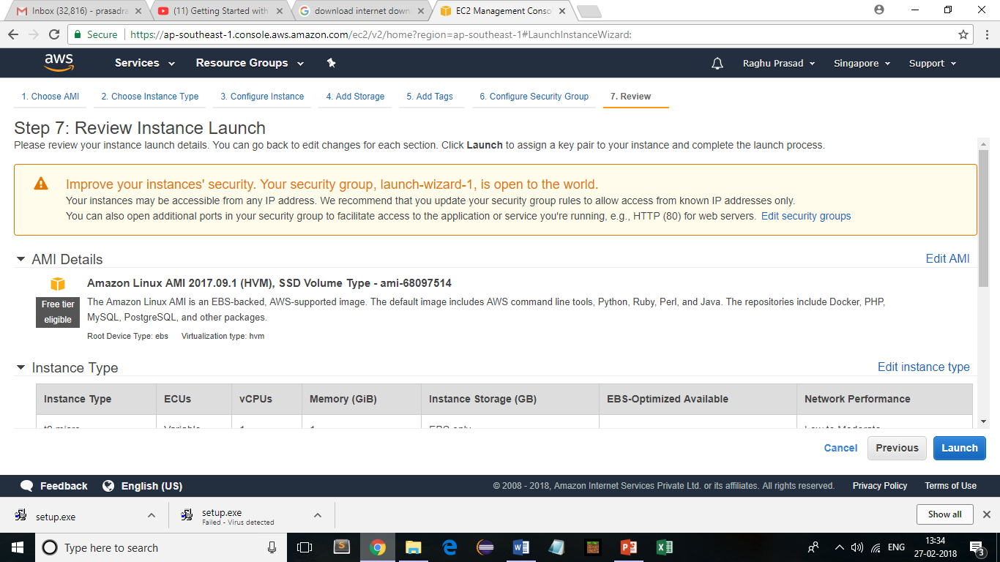 Inbox (32,816) - prasadra
(11) Getting Started with
download internet down
EC2 Management Conso
Secure
https://ap-southeast-1.console.aws.amazon.com/ec2/v2/home?region=ap-southeast-1#LaunchInstanceWizard:
aws
Services
Resource Groups
Raghu Prasad
Singapore
Support
1. Choose AMI
2. Choose Instance Type
3. Configure Instance
4. Add Storage
5. Add Tags
6. Configure Security Group
7. Review
Step 7: Review Instance Launch
Please review your instance launch details. You can go back to edit changes for each section. Click Launch to assign a key pair to your instance and complete the launch process.
Improve your instances' security. Your security group, launch-wizard-1, is open to the world.
Your instances may be accessible from any IP address. We recommend that you update your security group rules to allow access from known IP addresses only.
You can also open additional ports in your security group to facilitate access to the application or service you're running, e.g., HTTP (80) for web servers. Edit security groups
AMI Details
Edit AMI
Amazon Linux AMI 2017.09.1 (HVM), SSD Volume Type - ami-68097514
Free tier
eligible
The Amazon Linux AMI is an EBS-backed, AWS-supported image. The default image includes AWS command line tools, Python, Ruby, Perl, and Java. The repositories include Docker, PHP,
MySQL, PostgreSQL, and other packages.
Root Device Type: ebs Virtualization type: hvm
Instance Type
Edit instance type
Instance Type
ECUs
vCPUs
Memory (GiB)
Instance Storage (GB)
EBS-Optimized Available
Network Performance
Cancel
Previous
Launch
Feedback
English (US)
© 2008 - 2018, Amazon Internet Services Private Ltd. or its affiliates. All rights reserved.
Privacy Policy
Terms of Use
setup.exe
setup.exe
Failed - Virus detected
Show all
Type here to search
ENG
13:34
27-02-2018
3